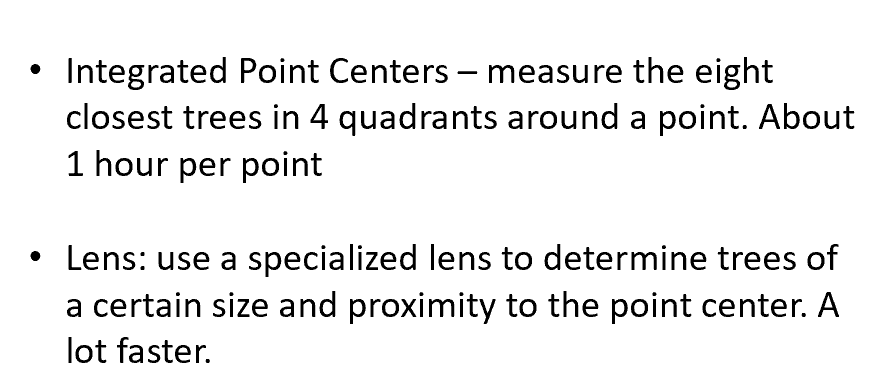 • Integrated Point Centers – measure the eight
closest trees in 4 quadrants around a point. About
1 hour per point
• Lens: use a specialized lens to determine trees of
a certain size and proximity to the point center. A
lot faster.